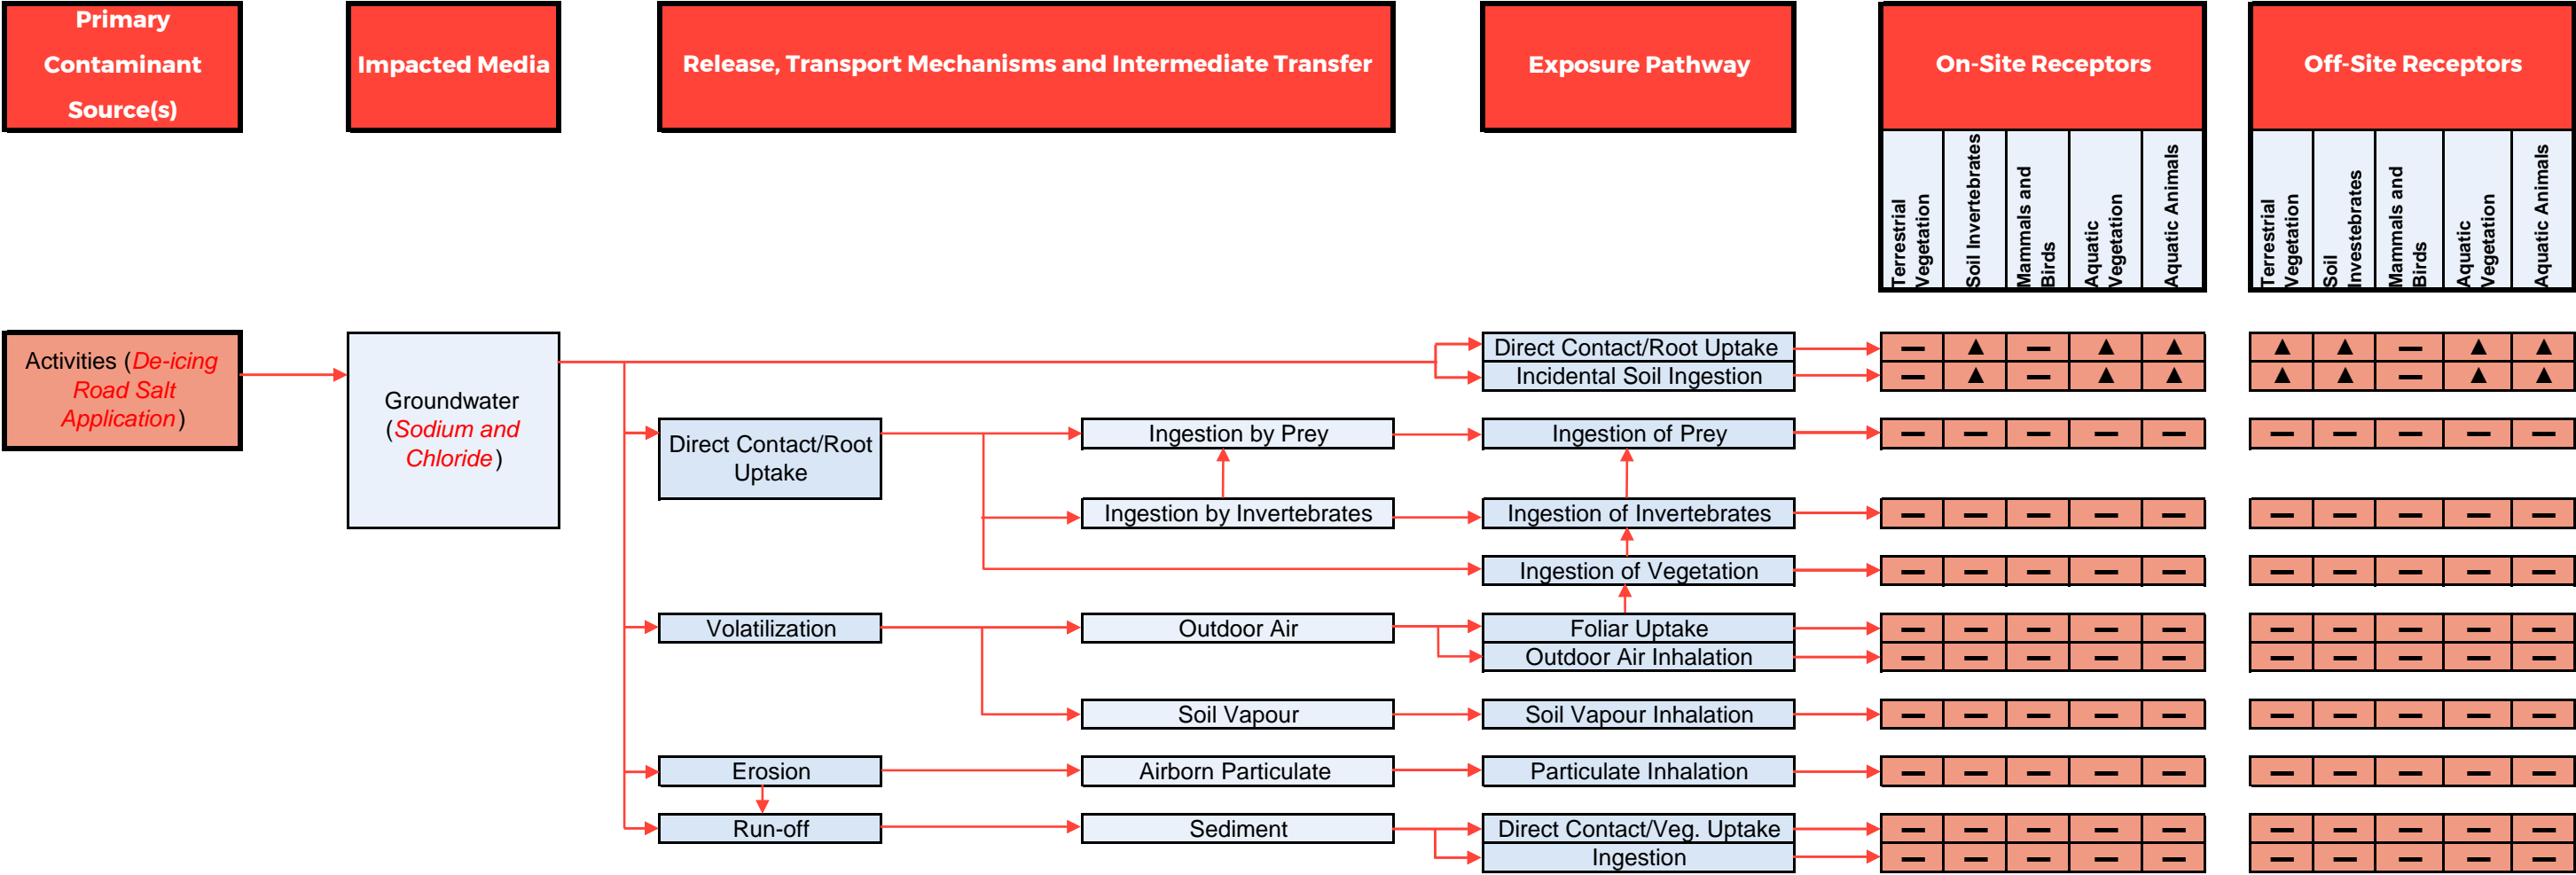 Primary
Contaminant
Source(s)
Impacted Media
Release, Transport Mechanisms and Intermediate Transfer
Exposure Pathway
On-Site Receptors
Off-Site Receptors
Terrestrial
Vegetation
Soil Invertebrates
Mammals and
Birds
Aquatic
Vegetation
Aquatic Animals
Terrestrial
Vegetation
Soil
Investebrates
Mammals and
Birds
Aquatic
Vegetation
Aquatic Animals
Activities (De-icing
Road Salt
Application)
Groundwater
(Sodium and
Chloride)
Direct Contact/Root Uptake
— ▲ — ▲ ▲
▲ ▲ — ▲ ▲
Incidental Soil Ingestion
— ▲ — ▲ ▲
▲ ▲ — ▲ ▲
Direct Contact/Root
Uptake
Ingestion by Prey
Ingestion of Prey
— — — — —
— — — — —
Ingestion by Invertebrates
Ingestion of Invertebrates
— — — — —
— — — — —
Ingestion of Vegetation
— — — — —
— — — — —
Volatilization
Outdoor Air
Foliar Uptake
— — — — —
— — — — —
Outdoor Air Inhalation
— — — — —
— — — — —
Soil Vapour
Soil Vapour Inhalation
— — — — —
— — — — —
Erosion
Airborn Particulate
Particulate Inhalation
— — — — —
— — — — —
Run-off
Sediment
Direct Contact/Veg. Uptake
— — — — —
— — — — —
Ingestion
— — — — —
— — — — —